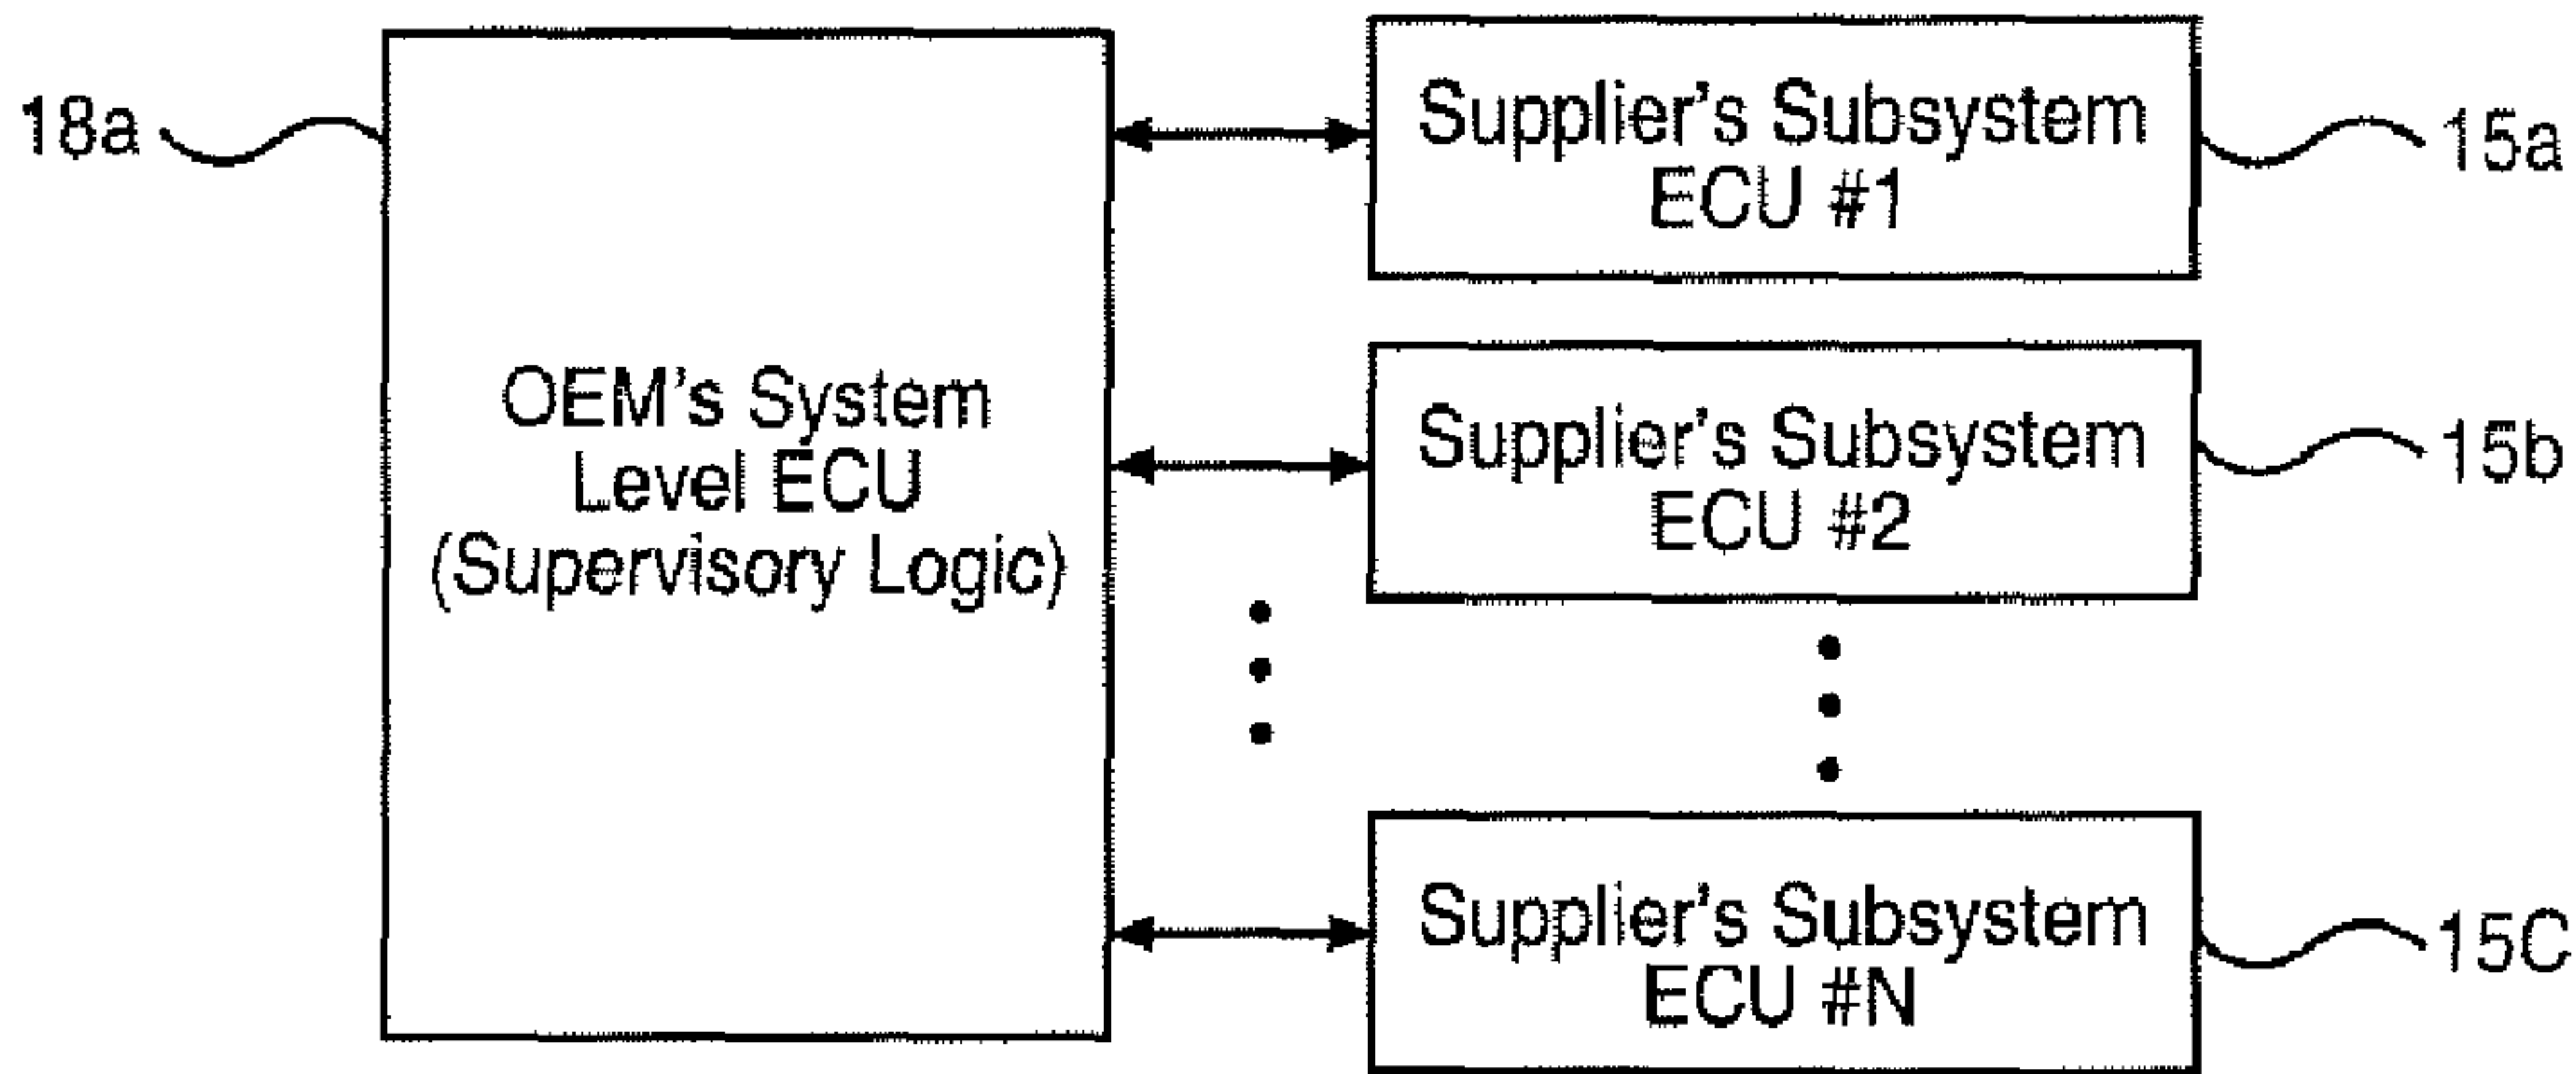 18a
OEM's System
Level ECU
(Supervisory Logic)
Supplier's Subsystem
ECU #1
15a
Supplier's Subsystem
ECU #2
15b
Supplier's Subsystem
ECU #N
15C